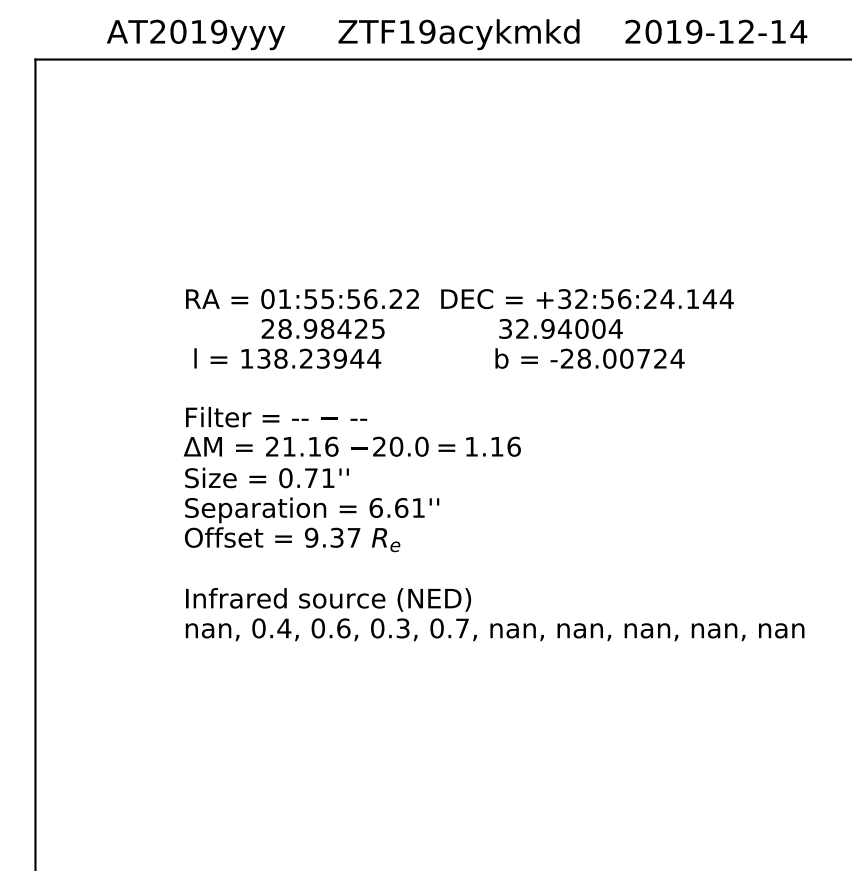 AT2019yyy ZTF19acykmkd 2019-12-14
RA = 01:55:56.22 DEC = +32:56:24.144
28.98425 32.94004
l = 138.23944 b = -28.00724
Filter = -- − --
ΔM = 21.16 −20.0 = 1.16
Size = 0.71''
Separation = 6.61''
Offset = 9.37 Re
Infrared source (NED)
nan, 0.4, 0.6, 0.3, 0.7, nan, nan, nan, nan, nan